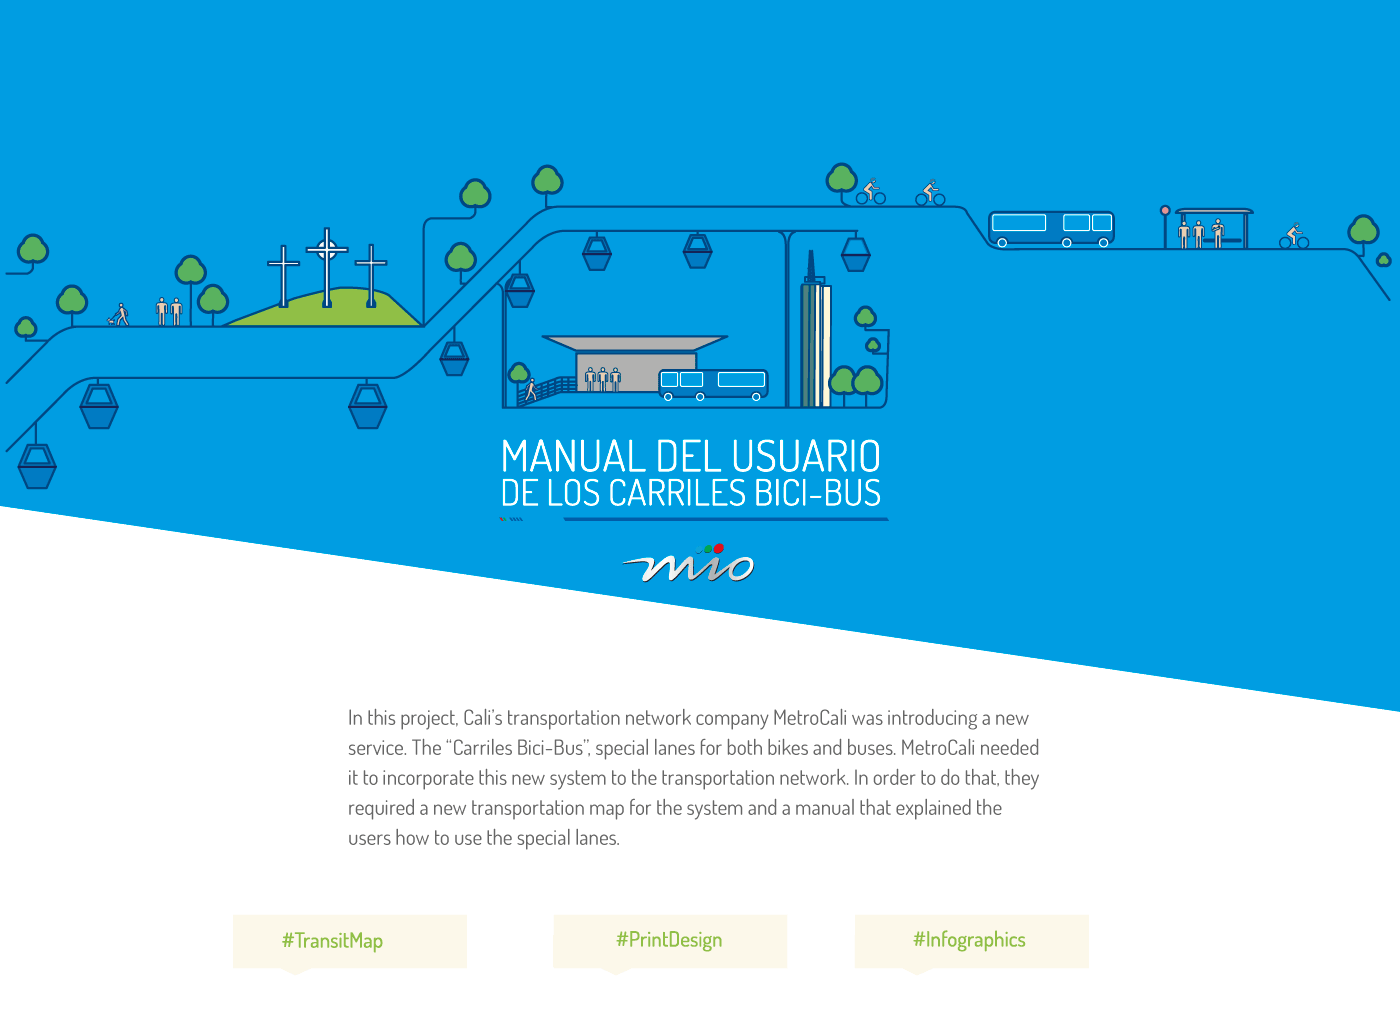 MANUAL DEL USUARIO
DE LOS CARRILES BICI-BUS
mio
In this project, Cali's transportation network company MetroCali was introducing a new
service. The “Carriles Bici-Bus”, special lanes for both bikes and buses. MetroCali needed
it to incorporate this new system to the transportation network. In order to do that, they
required a new transportation map for the system and a manual that explained the
users how to use the special lanes.
#TransitMap
#PrintDesign
#Infographics